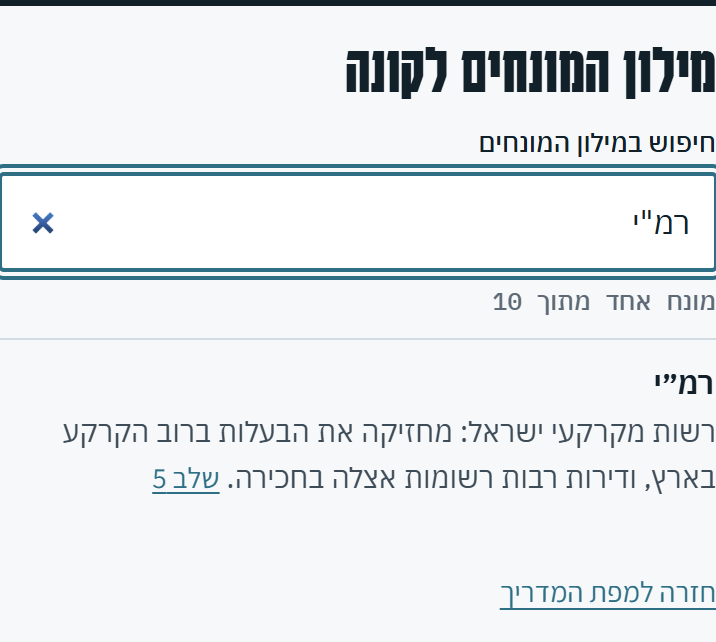 מילון המונחים לקונה
חיפוש במילון המונחים
רמ"י
מונח אחד מתוך 10
רמ״י
רשות מקרקעי ישראל: מחזיקה את הבעלות ברוב הקרקע
בארץ, ודירות רבות רשומות אצלה בחכירה. שלב 5
חזרה למפת המדריך